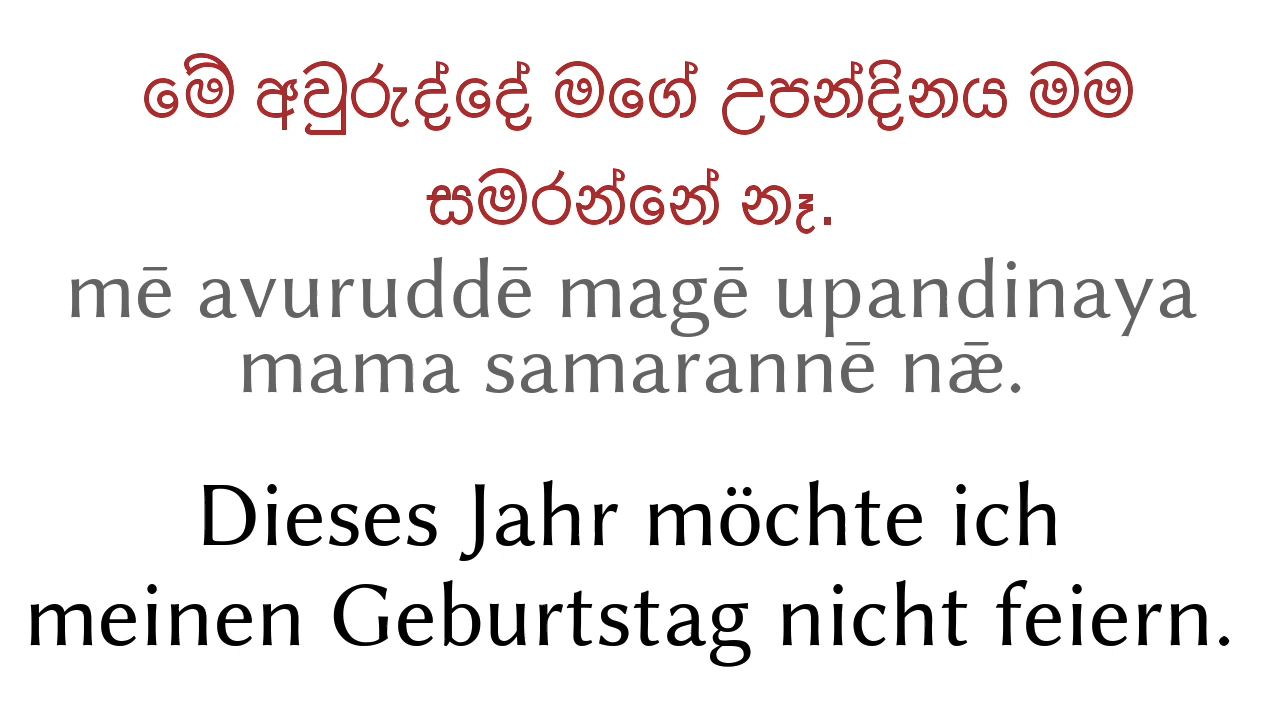 මේ අවුරුද්දේ මගේ උපන්දිනය මම
සමරන්නේ නෑ.
mē avuruddē magē upandinaya
mama samarannē nǣ.
Dieses Jahr möchte ich
meinen Geburtstag nicht feiern.